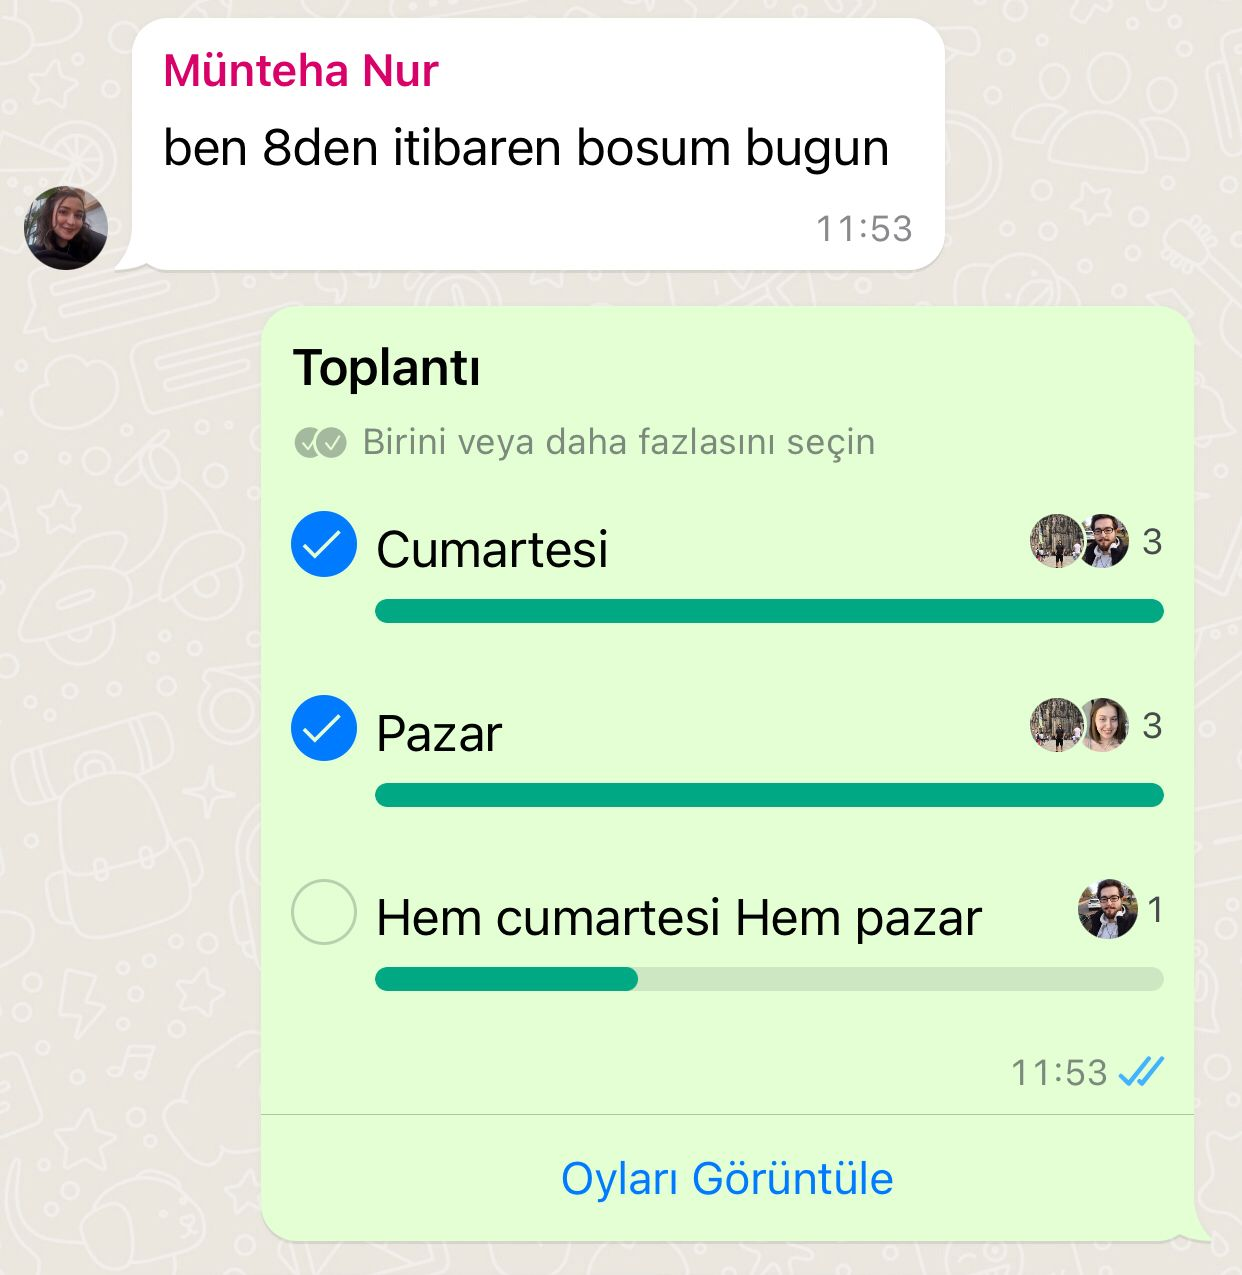 Münteha Nur
ben 8den itibaren bosum bugun
11:53
Toplantı
Birini veya daha fazlasını seçin
Cumartesi 3
Pazar 3
Hem cumartesi Hem pazar 1
11:53
Oyları Görüntüle